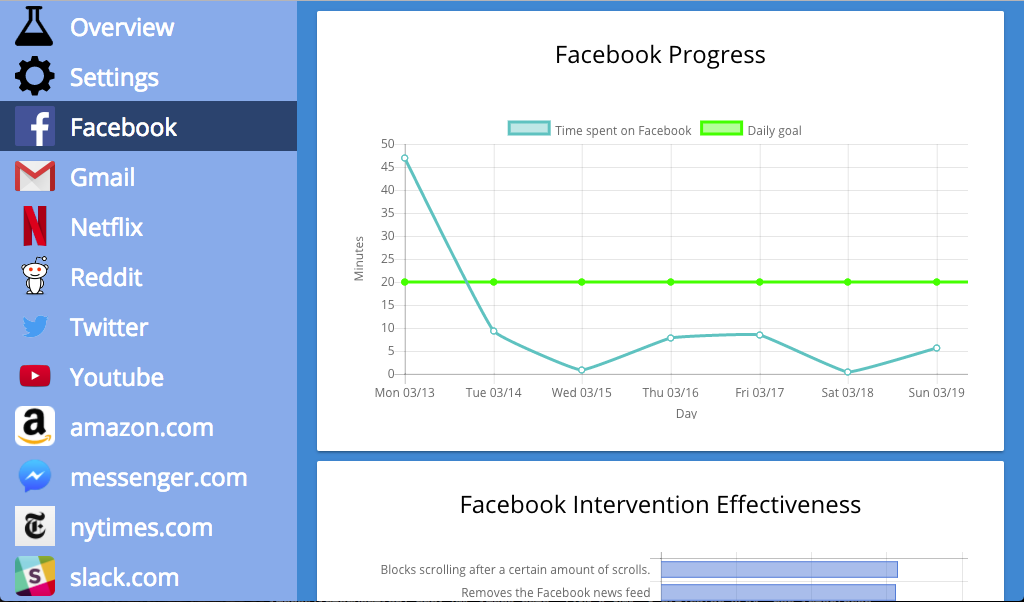 Overview
Settings
Facebook
Gmail
Netflix
Reddit
Twitter
Youtube
amazon.com
messenger.com
nytimes.com
slack.com
Facebook Progress
Time spent on Facebook Daily goal
50
45
40
35
30
25
20
15
10
5
0
Minutes
Mon 03/13 Tue 03/14 Wed 03/15 Thu 03/16 Fri 03/17 Sat 03/18 Sun 03/19
Day
Facebook Intervention Effectiveness
Blocks scrolling after a certain amount of scrolls.
Removes the Facebook news feed